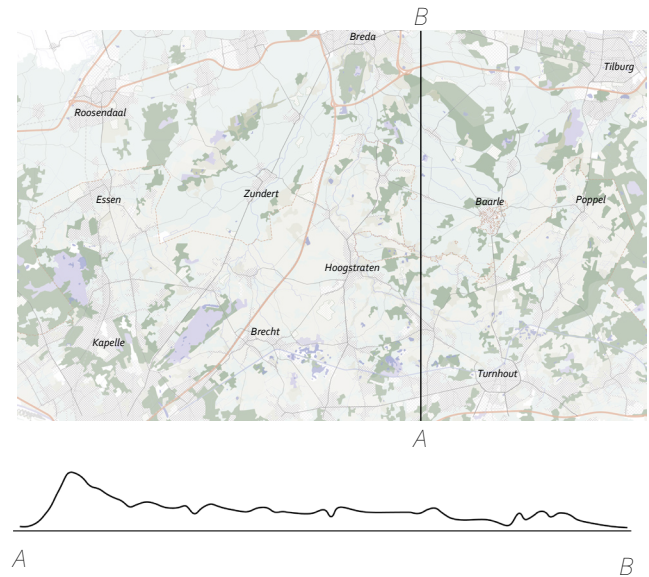 B
Breda
Tilburg
Roosendaal
Essen
Zundert
Baarle
Poppel
Hoogstraten
Brecht
Kapelle
Turnhout
A
A
B